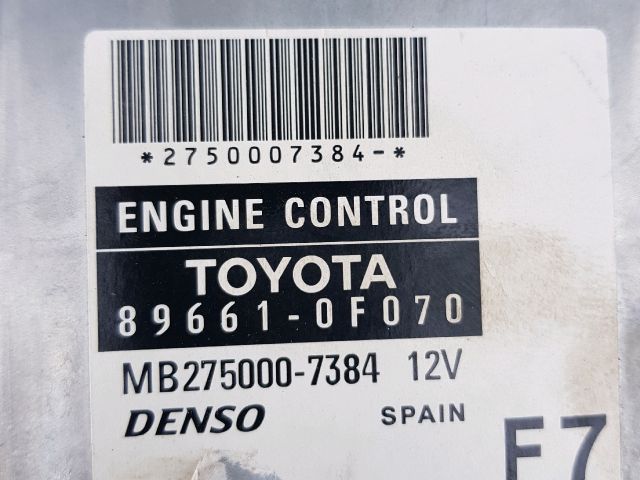 *2750007384-*
ENGINE CONTROL
TOYOTA
89661-0F070
MB275000-7384 12V
DENSO SPAIN
F7